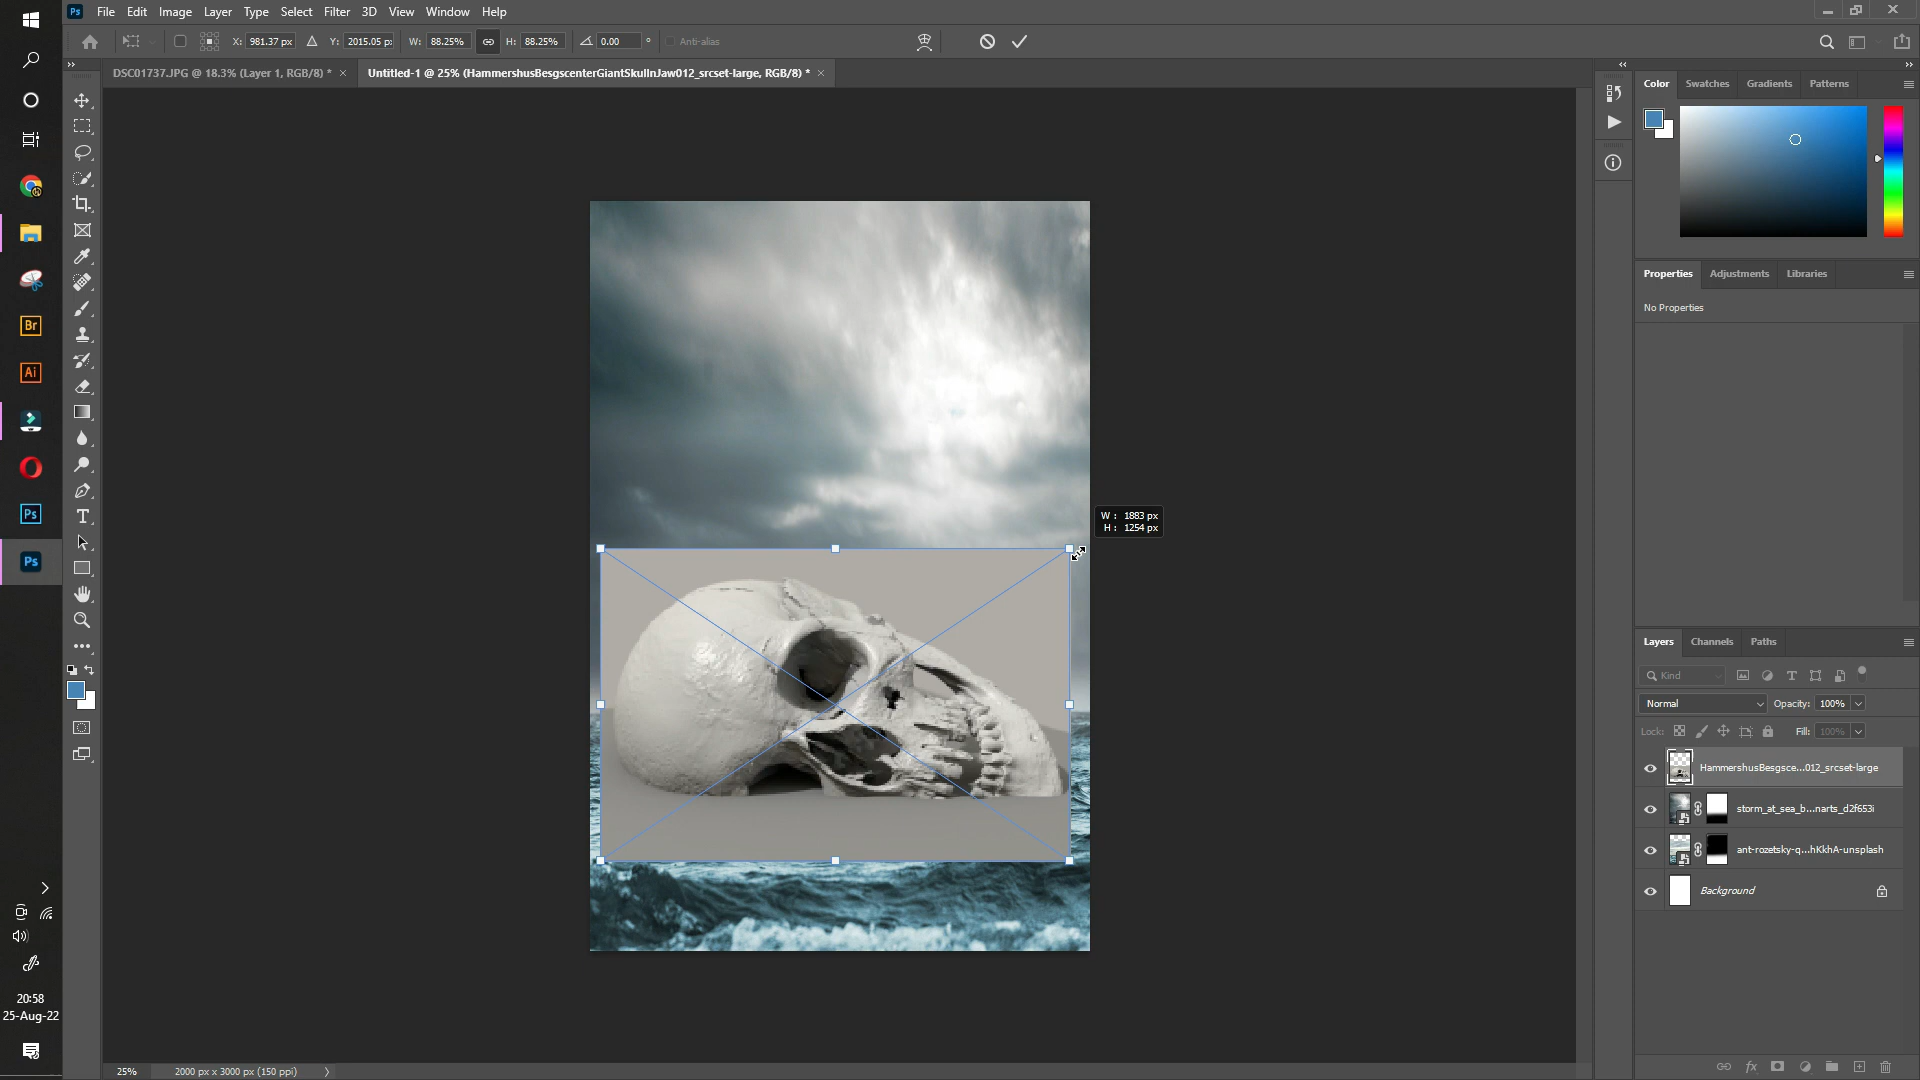 Ps File Edit Image Layer Type Select Filter 3D View Window Help
X: 981.37 px Y: 2015.05 p: W: 88.25% H: 88.25% 0.00 ° Anti-alias
DSC01737.JPG @ 18.3% (Layer 1, RGB/8) * ×
Untitled-1 @ 25% (HammershusBesgscenterGiantSkullnJaw012_srcset-large, RGB/8) * ×
Color Swatches Gradients Patterns
Properties Adjustments Libraries
No Properties
Br
Ai
Ps
Ps
T
W : 1883 px
H : 1254 px
Layers Channels Paths
Kind
Normal Opacity: 100%
Lock: Fill: 100%
HammershusBesgsce...012_srcset-large
storm_at_sea_b...narts_d2f653i
ant-rozetsky-q...hKkhA-unsplash
Background
fx
20:58
25-Aug-22
25% 2000 px x 3000 px (150 ppi)